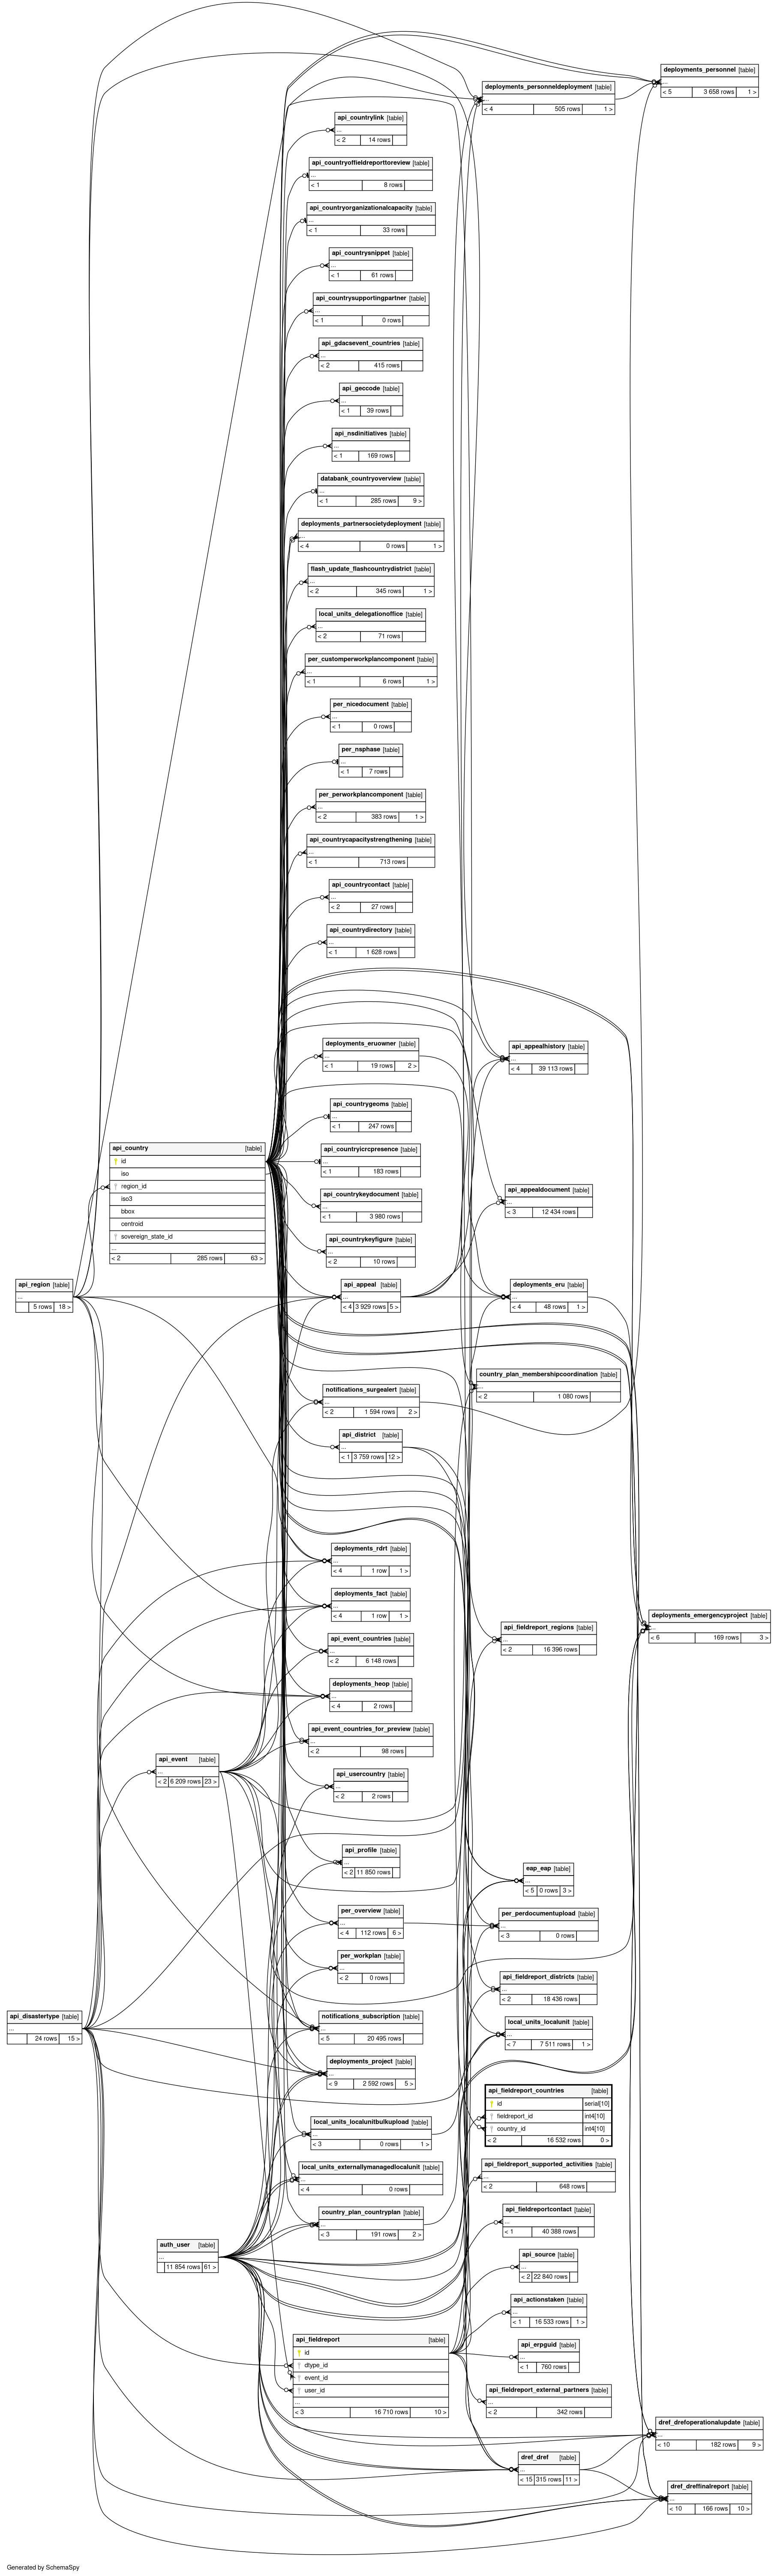 deployments_personnel [table]
...
< 5 3 658 rows 1 >
deployments_personneldeployment [table]
...
< 4 505 rows 1 >
api_countrylink [table]
...
< 2 14 rows
api_countryoffieldreporttoreview [table]
...
< 1 8 rows
api_countryorganizationalcapacity [table]
...
< 1 33 rows
api_countrysnippet [table]
...
< 1 61 rows
api_countrysupportingpartner [table]
...
< 1 0 rows
api_gdacsevent_countries [table]
...
< 2 415 rows
api_geccode [table]
...
< 1 39 rows
api_nsdinitiatives [table]
...
< 1 169 rows
databank_countryoverview [table]
...
< 1 285 rows 9 >
deployments_partnersocietydeployment [table]
...
< 4 0 rows 1 >
flash_update_flashcountrydistrict [table]
...
< 2 345 rows 1 >
local_units_delegationoffice [table]
...
< 2 71 rows
per_customperworkplancomponent [table]
...
< 1 6 rows 1 >
per_nicedocument [table]
...
< 1 0 rows
per_nsphase [table]
...
< 1 7 rows
per_perworkplancomponent [table]
...
< 2 383 rows 1 >
api_countrycapacitystrengthening [table]
...
< 1 713 rows
api_countrycontact [table]
...
< 2 27 rows
api_countrydirectory [table]
...
< 1 1 628 rows
deployments_eruowner [table]
...
< 1 19 rows 2 >
api_appealhistory [table]
...
< 4 39 113 rows
api_countrygeoms [table]
...
< 1 247 rows
api_country [table]
id
iso
region_id
iso3
bbox
centroid
sovereign_state_id
...
< 2 285 rows 63 >
api_countryicrcpresence [table]
...
< 1 183 rows
api_countrykeydocument [table]
...
< 1 3 980 rows
api_appealdocument [table]
...
< 3 12 434 rows
api_countrykeyfigure [table]
...
< 2 10 rows
api_region [table]
...
5 rows 18 >
api_appeal [table]
...
< 4 3 929 rows 5 >
deployments_eru [table]
...
< 4 48 rows 1 >
country_plan_membershipcoordination [table]
...
< 2 1 080 rows
notifications_surgealert [table]
...
< 2 1 594 rows 2 >
api_district [table]
...
< 1 3 759 rows 12 >
deployments_rdrt [table]
...
< 4 1 row 1 >
deployments_fact [table]
...
< 4 1 row 1 >
deployments_emergencyproject [table]
...
< 6 169 rows 3 >
api_fieldreport_regions [table]
...
< 2 16 396 rows
api_event_countries [table]
...
< 2 6 148 rows
deployments_heop [table]
...
< 4 2 rows
api_event_countries_for_preview [table]
...
< 2 98 rows
api_event [table]
...
< 2 6 209 rows 23 >
api_usercountry [table]
...
< 2 2 rows
api_profile [table]
...
< 2 11 850 rows
eap_eap [table]
...
< 5 0 rows 3 >
per_overview [table]
...
< 4 112 rows 6 >
per_perdocumentupload [table]
...
< 3 0 rows
per_workplan [table]
...
< 2 0 rows
api_fieldreport_districts [table]
...
< 2 18 436 rows
api_disastertype [table]
...
24 rows 15 >
notifications_subscription [table]
...
< 5 20 495 rows
local_units_localunit [table]
...
< 7 7 511 rows 1 >
deployments_project [table]
...
< 9 2 592 rows 5 >
api_fieldreport_countries [table]
id serial[10]
fieldreport_id int4[10]
country_id int4[10]
< 2 16 532 rows 0 >
local_units_localunitbulkupload [table]
...
< 3 0 rows 1 >
local_units_externallymanagedlocalunit [table]
...
< 4 0 rows
api_fieldreport_supported_activities [table]
...
< 2 648 rows
country_plan_countryplan [table]
...
< 3 191 rows 2 >
api_fieldreportcontact [table]
...
< 1 40 388 rows
auth_user [table]
...
11 854 rows 61 >
api_source [table]
...
< 2 22 840 rows
api_actionstaken [table]
...
< 1 16 533 rows 1 >
api_fieldreport [table]
id
dtype_id
event_id
user_id
...
< 3 16 710 rows 10 >
api_erpguid [table]
...
< 1 760 rows
api_fieldreport_external_partners [table]
...
< 2 342 rows
dref_drefoperationalupdate [table]
...
< 10 182 rows 9 >
dref_dref [table]
...
< 15 315 rows 11 >
dref_dreffinalreport [table]
...
< 10 166 rows 10 >
Generated by SchemaSpy